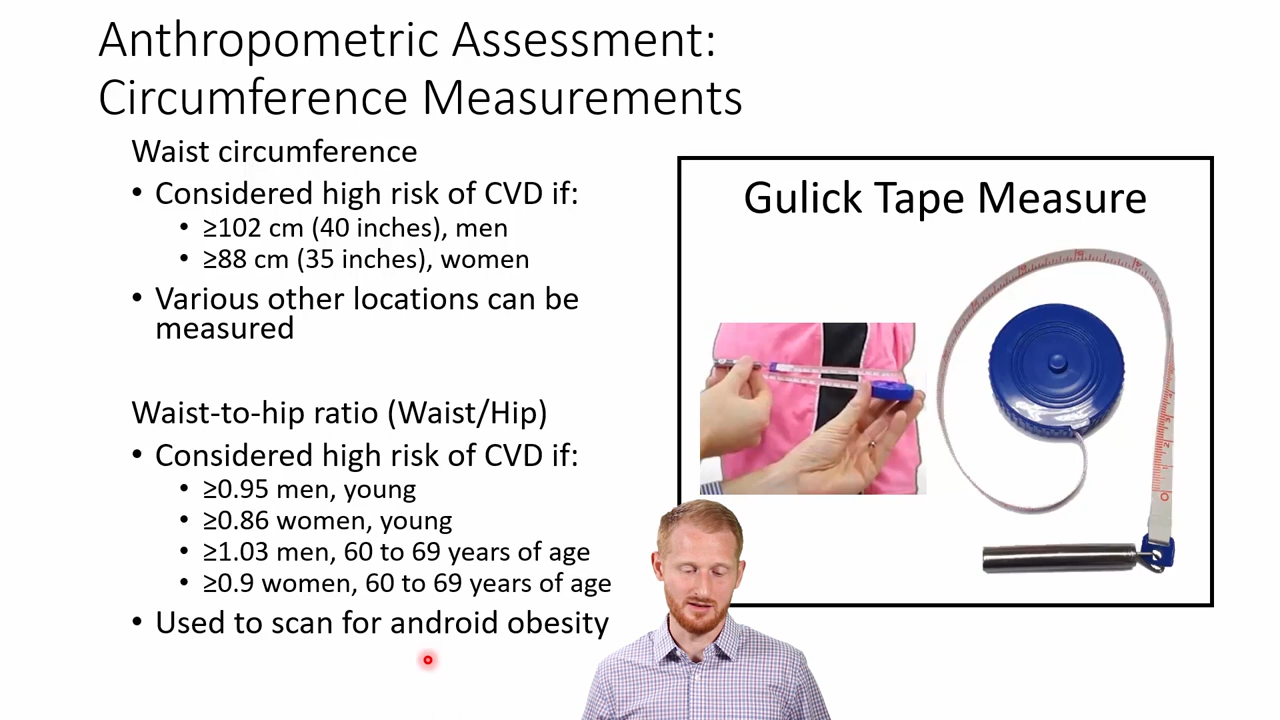 Anthropometric Assessment:
Circumference Measurements
Waist circumference
• Considered high risk of CVD if:
• ≥102 cm (40 inches), men
• ≥88 cm (35 inches), women
• Various other locations can be
measured
Waist-to-hip ratio (Waist/Hip)
• Considered high risk of CVD if:
• ≥0.95 men, young
• ≥0.86 women, young
• ≥1.03 men, 60 to 69 years of age
• ≥0.9 women, 60 to 69 years of age
• Used to scan for android obesity
Gulick Tape Measure